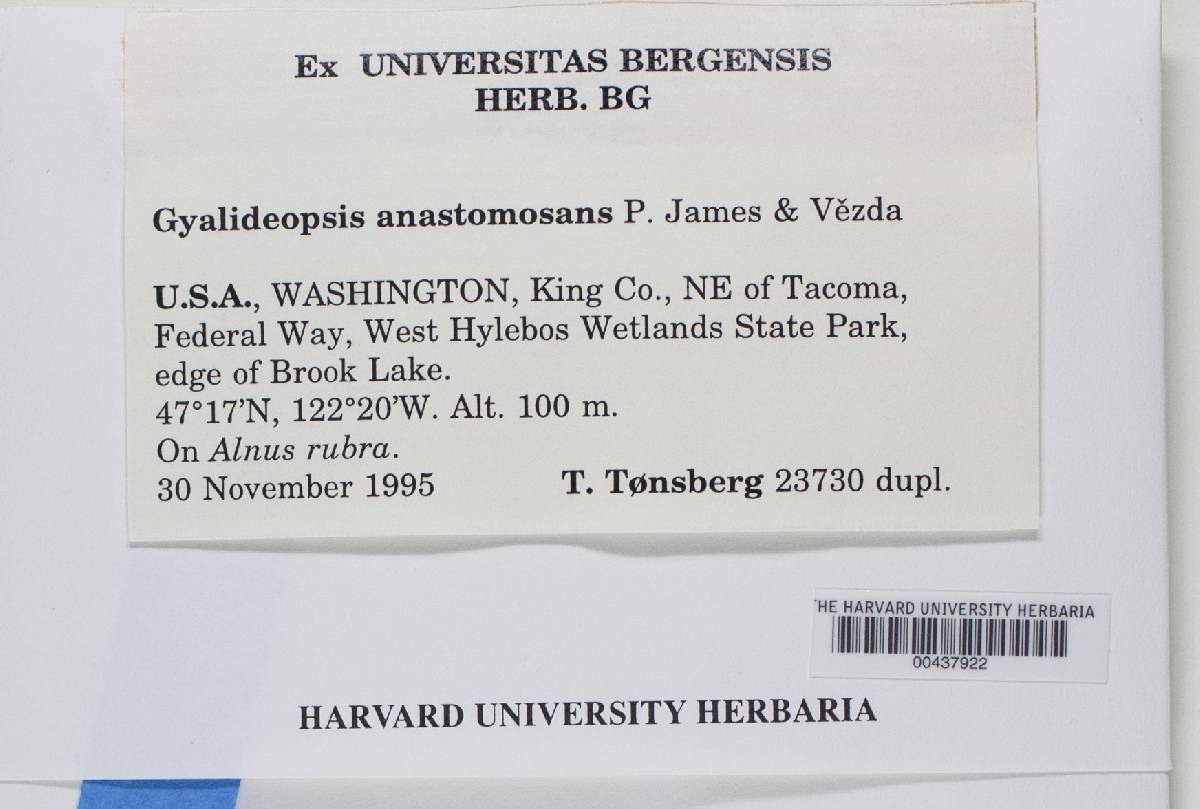 Ex UNIVERSITAS BERGENSIS
HERB. BG
Gyalideopsis anastomosans P. James & Vězda
U.S.A., WASHINGTON, King Co., NE of Tacoma,
Federal Way, West Hylebos Wetlands State Park,
edge of Brook Lake.
47°17'N, 122°20'W. Alt. 100 m.
On Alnus rubra.
30 November 1995 T. Tønsberg 23730 dupl.
THE HARVARD UNIVERSITY HERBARIA
00437922
HARVARD UNIVERSITY HERBARIA